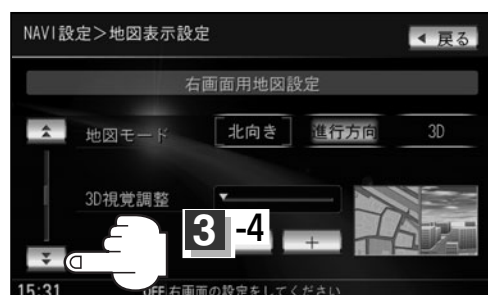 NAVI設定＞地図表示設定
戻る
右画面用地図設定
地図モード 北向き 進行方向 3D
3D視覚調整
3 -4
+
15:31 OFF:右画面の設定をしてください